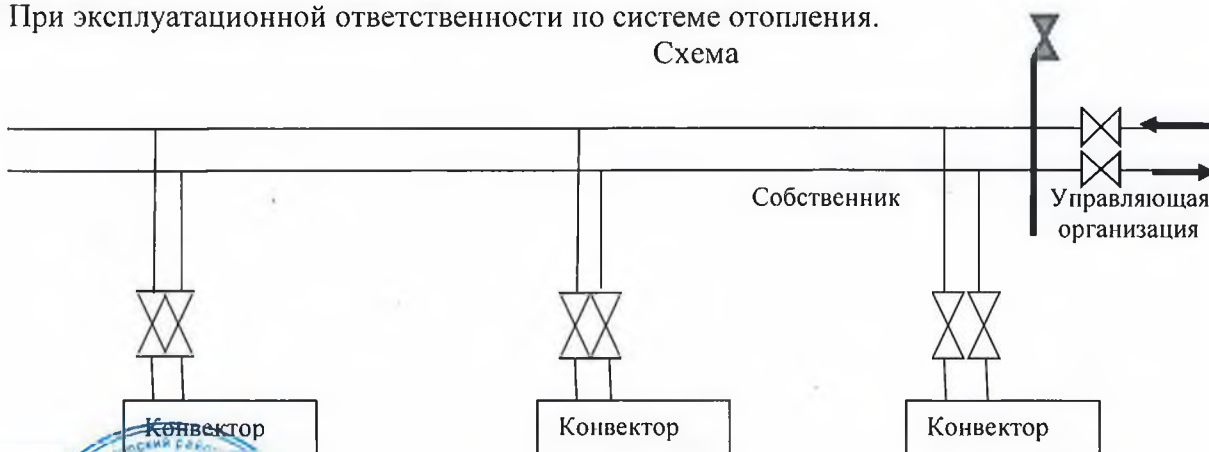 При эксплуатационной ответственности по системе отопления.
Схема
Собственник
Управляющая
организация
Конвектор
Конвектор
Конвектор